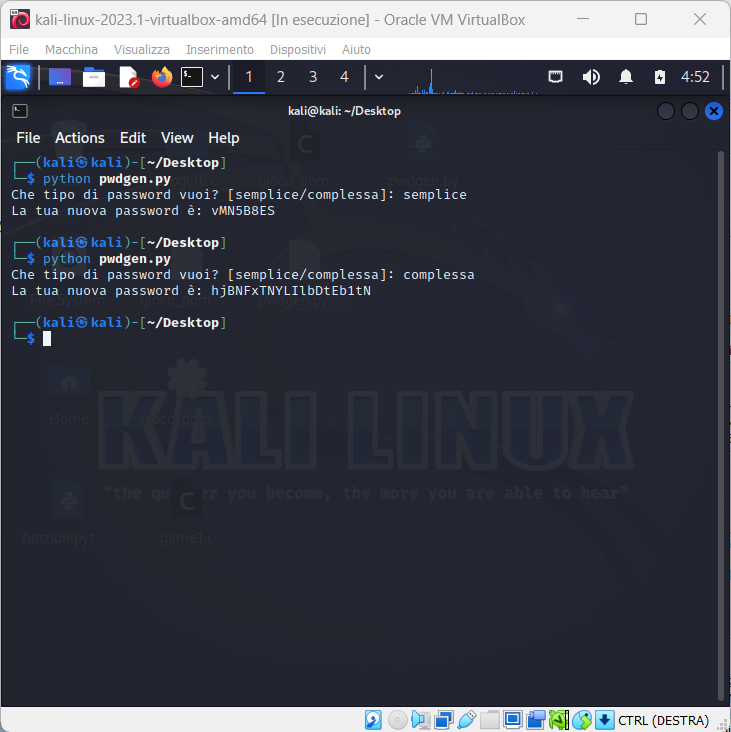 kali-linux-2023.1-virtualbox-amd64 [In esecuzione] - Oracle VM VirtualBox
File Macchina Visualizza Inserimento Dispositivi Aiuto
1 2 3 4 4:52
kali@kali: ~/Desktop
File Actions Edit View Help
┌──(kali㉿kali)-[~/Desktop]
└─$ python pwdgen.py
Che tipo di password vuoi? [semplice/complessa]: semplice
La tua nuova password è: vMN5B8ES
┌──(kali㉿kali)-[~/Desktop]
└─$ python pwdgen.py
Che tipo di password vuoi? [semplice/complessa]: complessa
La tua nuova password è: hjBNFxTNYLIlbDtEb1tN
┌──(kali㉿kali)-[~/Desktop]
└─$
File System gioco_dom... pwdgen.py
Home gioco_dom...
KALI LINUX
"the quieter you become, the more you are able to hear"
funzionipyt... game1.c
CTRL (DESTRA)